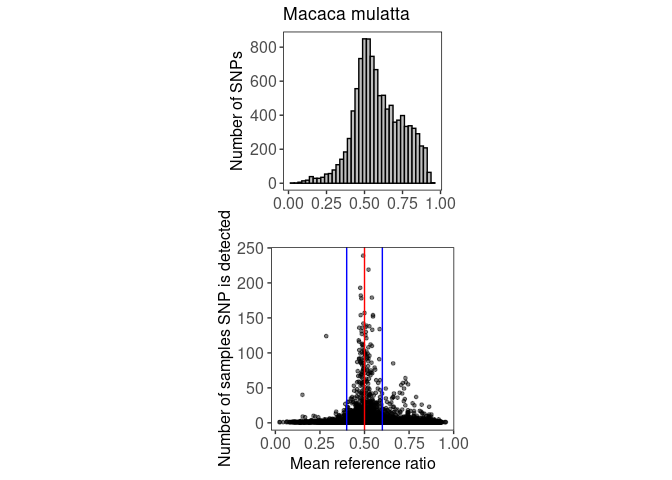 Macaca mulatta
Number of SNPs
800
600
400
200
0
0.00 0.25 0.50 0.75 1.00
Number of samples SNP is detected
250
200
150
100
50
0
0.00 0.25 0.50 0.75 1.00
Mean reference ratio